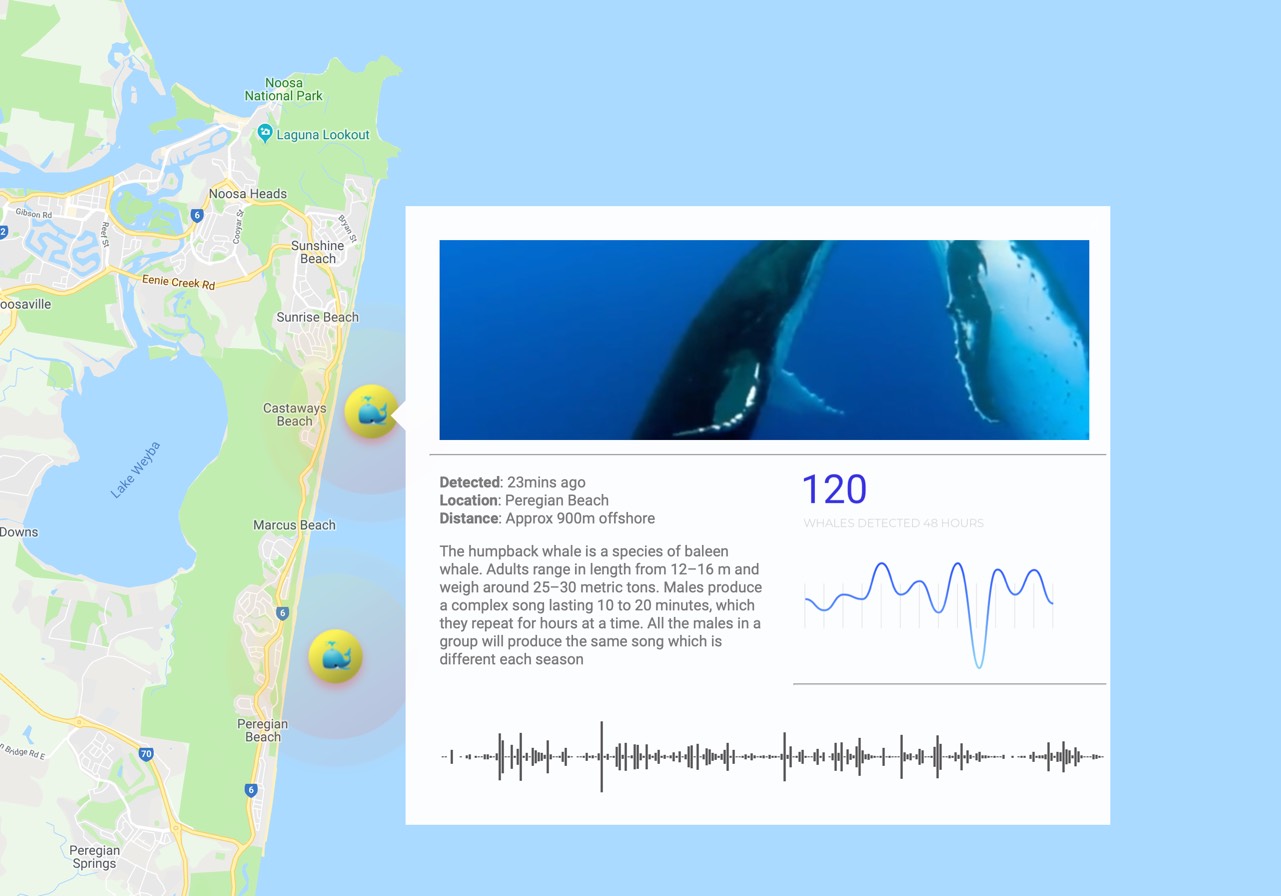 Noosa
National Park
Laguna Lookout
Noosa Heads
Gibson Rd
6
2
Reef St
Cooyar St
Bryan St
Sunshine
Beach
Eenie Creek Rd
oosaville
Sunrise Beach
Castaways
Beach
Lake Weyba
Marcus Beach
Downs
6
Peregian
Beach
n Bridge Rd E
70
6
Peregian
Springs
Detected: 23mins ago
Location: Peregian Beach
Distance: Approx 900m offshore
The humpback whale is a species of baleen
whale. Adults range in length from 12–16 m and
weigh around 25–30 metric tons. Males produce
a complex song lasting 10 to 20 minutes, which
they repeat for hours at a time. All the males in a
group will produce the same song which is
different each season
120
WHALES DETECTED 48 HOURS